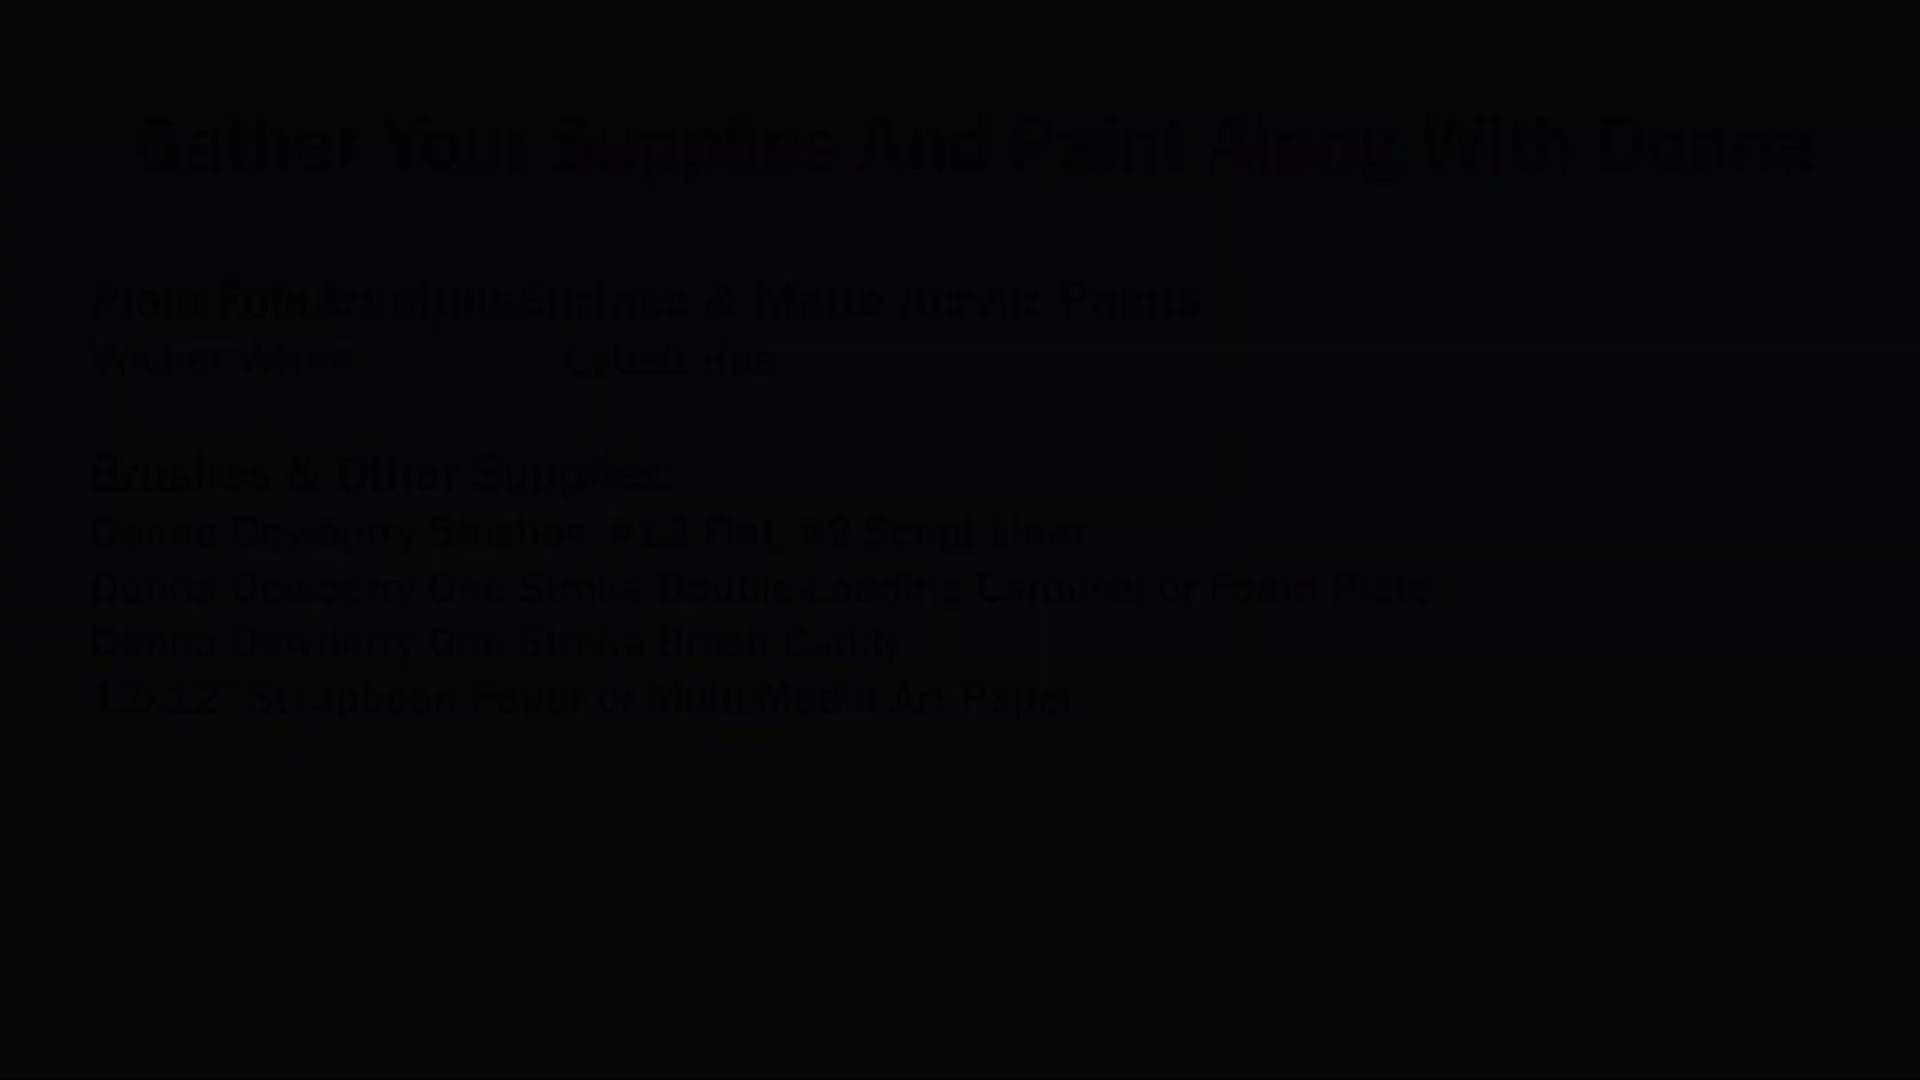 Gather Your Supplies And Paint Along With Donna
Plaid FolkArt Multi-Surface & Matte Acrylic Paints
Wicker White Cobalt Hue
Brushes & Other Supplies
Donna Dewberry Brushes: #12 Flat, #2 Script Liner
Donna Dewberry One Stroke Double-Loading Carousel or Foam Plate
Donna Dewberry One Stroke Brush Caddy
12x12" Scrapbook Paper or Multi Media Art Paper